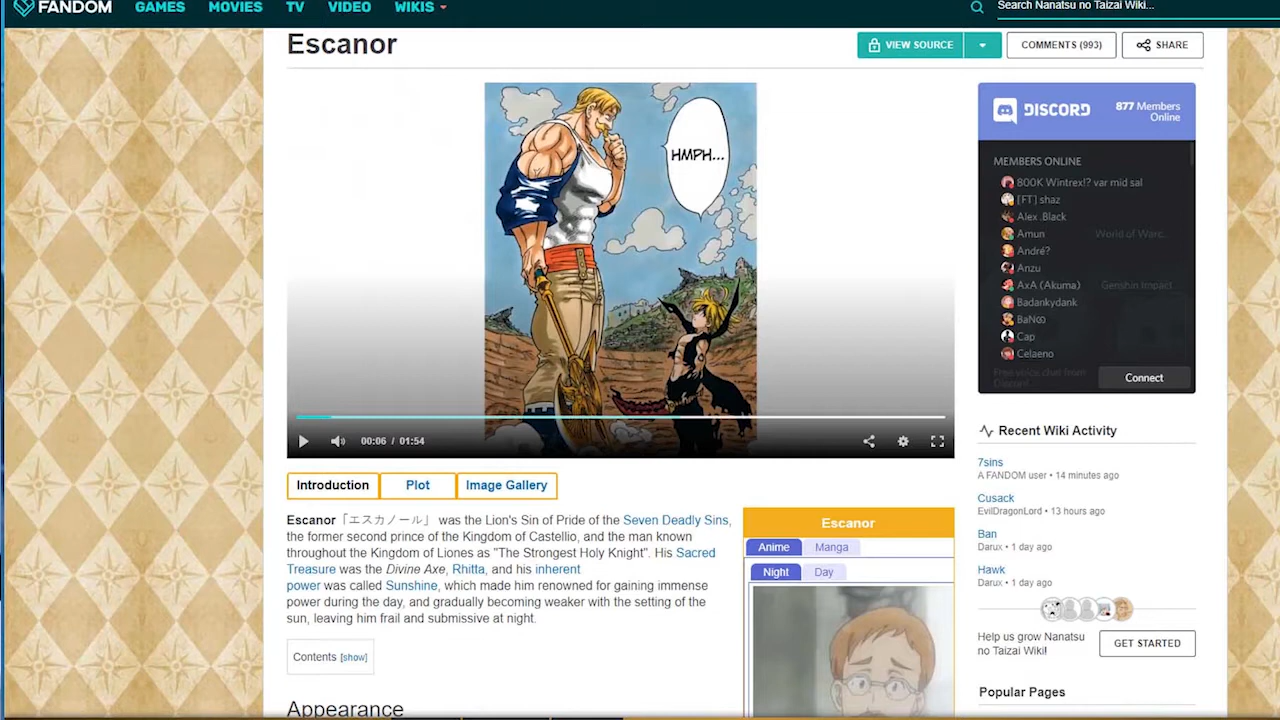 FANDOM GAMES MOVIES TV VIDEO WIKIS Search Nanatsu no Taizai Wiki...
Escanor
VIEW SOURCE COMMENTS (993) SHARE
HMPH...
00:06 / 01:54
Introduction Plot Image Gallery
Escanor「エスカノール」 was the Lion's Sin of Pride of the Seven Deadly Sins,
the former second prince of the Kingdom of Castellio, and the man known
throughout the Kingdom of Liones as "The Strongest Holy Knight". His Sacred
Treasure was the Divine Axe, Rhitta, and his inherent
power was called Sunshine, which made him renowned for gaining immense
power during the day, and gradually becoming weaker with the setting of the
sun, leaving him frail and submissive at night.
Contents [show]
Appearance
Escanor
Anime Manga
Night Day
DISCORD
877 Members
Online
MEMBERS ONLINE
800K Wintrex!? var mid sal
[FT] shaz
Alex .Black
Amun World of Warc.
André?
Anzu
AxA (Akuma) Genshin Impact
Badankydank
Cap
Celaeno
Free voice chat from
Discord
Connect
Recent Wiki Activity
7sins
A FANDOM user • 14 minutes ago
Cusack
EvilDragonLord • 13 hours ago
Ban
Darux • 1 day ago
Hawk
Darux • 1 day ago
Help us grow Nanatsu
no Taizai Wiki!
GET STARTED
Popular Pages